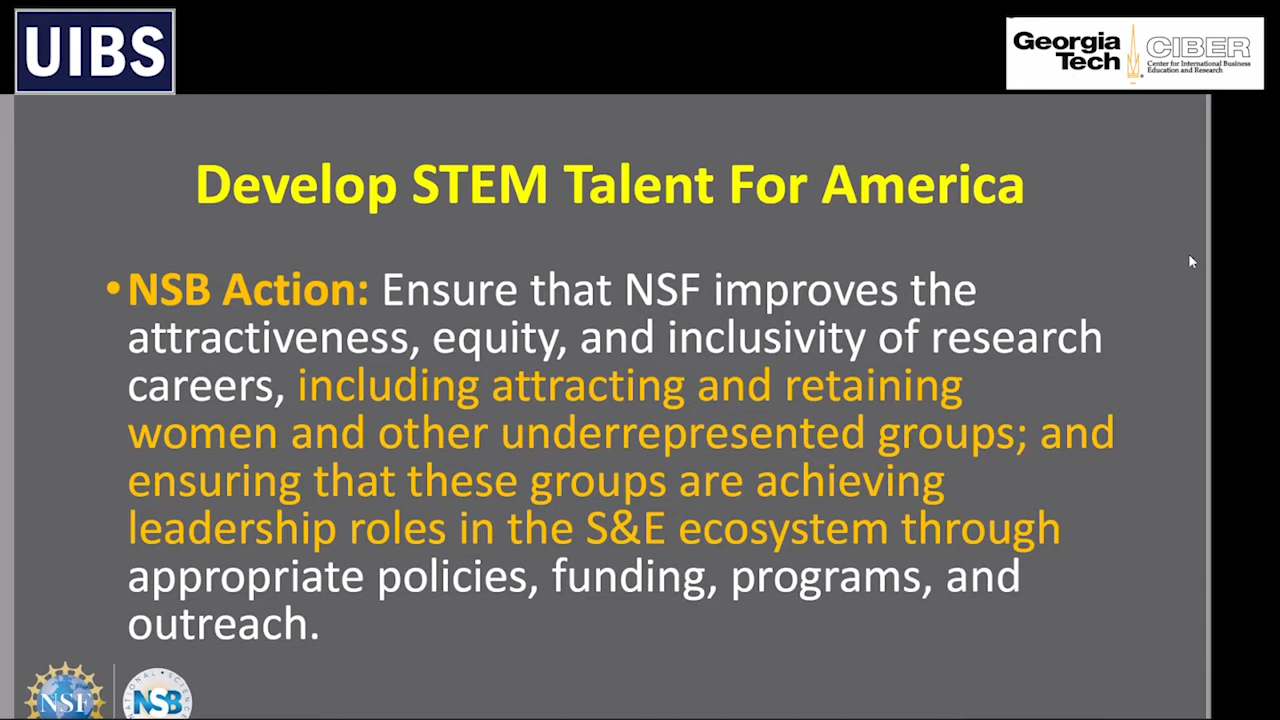 UIBS
Georgia
Tech
CIBER
Center for International Business
Education and Research
Develop STEM Talent For America
•NSB Action: Ensure that NSF improves the
attractiveness, equity, and inclusivity of research
careers, including attracting and retaining
women and other underrepresented groups; and
ensuring that these groups are achieving
leadership roles in the S&E ecosystem through
appropriate policies, funding, programs, and
outreach.
NSF
NSB